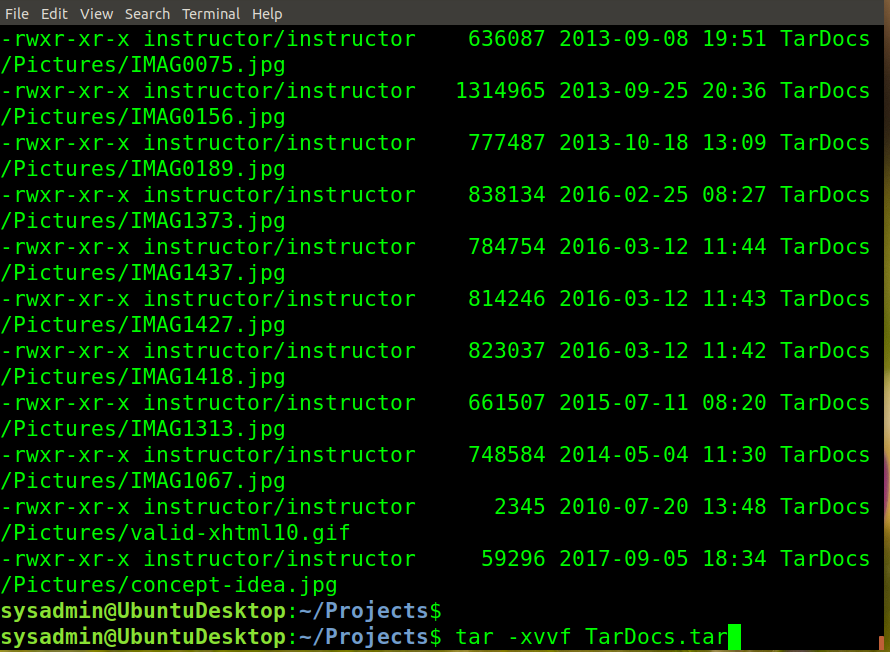 File Edit View Search Terminal Help
-rwxr-xr-x instructor/instructor    636087 2013-09-08 19:51 TarDocs
/Pictures/IMAG0075.jpg
-rwxr-xr-x instructor/instructor   1314965 2013-09-25 20:36 TarDocs
/Pictures/IMAG0156.jpg
-rwxr-xr-x instructor/instructor    777487 2013-10-18 13:09 TarDocs
/Pictures/IMAG0189.jpg
-rwxr-xr-x instructor/instructor    838134 2016-02-25 08:27 TarDocs
/Pictures/IMAG1373.jpg
-rwxr-xr-x instructor/instructor    784754 2016-03-12 11:44 TarDocs
/Pictures/IMAG1437.jpg
-rwxr-xr-x instructor/instructor    814246 2016-03-12 11:43 TarDocs
/Pictures/IMAG1427.jpg
-rwxr-xr-x instructor/instructor    823037 2016-03-12 11:42 TarDocs
/Pictures/IMAG1418.jpg
-rwxr-xr-x instructor/instructor    661507 2015-07-11 08:20 TarDocs
/Pictures/IMAG1313.jpg
-rwxr-xr-x instructor/instructor    748584 2014-05-04 11:30 TarDocs
/Pictures/IMAG1067.jpg
-rwxr-xr-x instructor/instructor      2345 2010-07-20 13:48 TarDocs
/Pictures/valid-xhtml10.gif
-rwxr-xr-x instructor/instructor     59296 2017-09-05 18:34 TarDocs
/Pictures/concept-idea.jpg
sysadmin@UbuntuDesktop:~/Projects$
sysadmin@UbuntuDesktop:~/Projects$ tar -xvvf TarDocs.tar